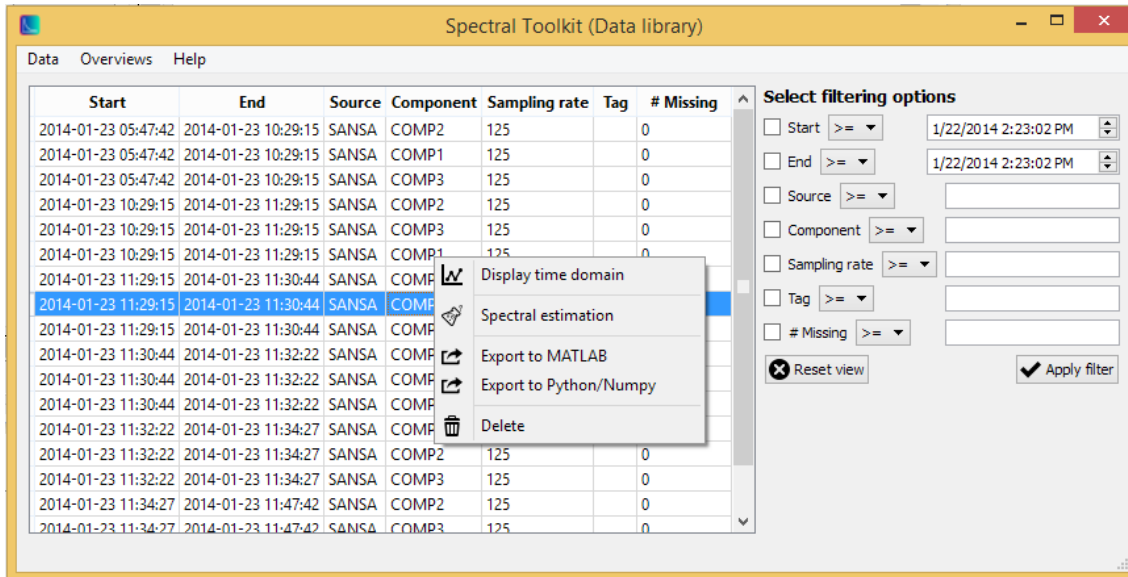 Spectral Toolkit (Data library)
Data Overviews Help
Start End Source Component Sampling rate Tag # Missing
2014-01-23 05:47:42 2014-01-23 10:29:15 SANSA COMP2 125 0
2014-01-23 05:47:42 2014-01-23 10:29:15 SANSA COMP1 125 0
2014-01-23 05:47:42 2014-01-23 10:29:15 SANSA COMP3 125 0
2014-01-23 10:29:15 2014-01-23 11:29:15 SANSA COMP2 125 0
2014-01-23 10:29:15 2014-01-23 11:29:15 SANSA COMP3 125 0
2014-01-23 10:29:15 2014-01-23 11:29:15 SANSA COMP1 125 0
2014-01-23 11:29:15 2014-01-23 11:30:44 SANSA COMP
2014-01-23 11:29:15 2014-01-23 11:30:44 SANSA COMP
2014-01-23 11:29:15 2014-01-23 11:30:44 SANSA COMP
2014-01-23 11:30:44 2014-01-23 11:32:22 SANSA COMP
2014-01-23 11:30:44 2014-01-23 11:32:22 SANSA COMP
2014-01-23 11:30:44 2014-01-23 11:32:22 SANSA COMP
2014-01-23 11:32:22 2014-01-23 11:34:27 SANSA COMP
2014-01-23 11:32:22 2014-01-23 11:34:27 SANSA COMP2 125 0
2014-01-23 11:32:22 2014-01-23 11:34:27 SANSA COMP3 125 0
2014-01-23 11:34:27 2014-01-23 11:47:42 SANSA COMP2 125 0
2014-01-23 11:34:27 2014-01-23 11:47:42 SANSA COMP3 125 0
Display time domain
Spectral estimation
Export to MATLAB
Export to Python/Numpy
Delete
Select filtering options
Start >= 1/22/2014 2:23:02 PM
End >= 1/22/2014 2:23:02 PM
Source >=
Component >=
Sampling rate >=
Tag >=
# Missing >=
Reset view Apply filter